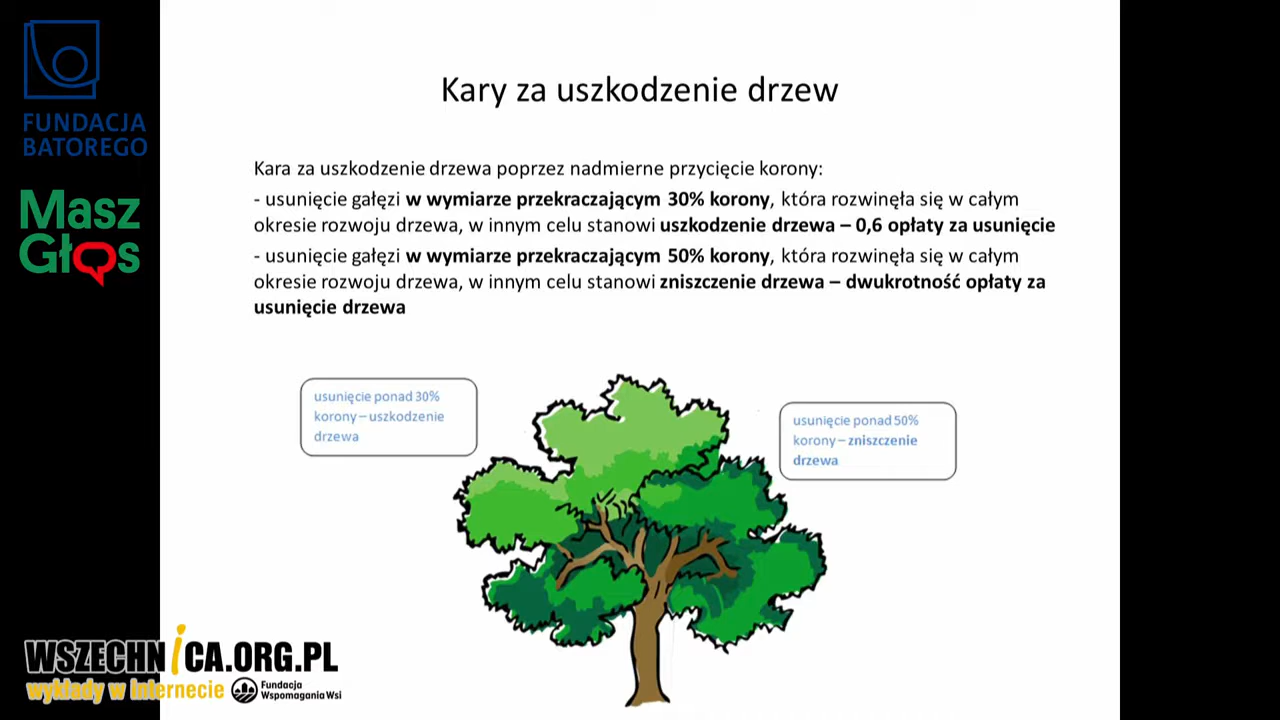 FUNDACJA
BATOREGO
Masz
Głos
Kary za uszkodzenie drzew
Kara za uszkodzenie drzewa poprzez nadmierne przycięcie korony:
- usunięcie gałęzi w wymiarze przekraczającym 30% korony, która rozwinęła się w całym
okresie rozwoju drzewa, w innym celu stanowi uszkodzenie drzewa – 0,6 opłaty za usunięcie
- usunięcie gałęzi w wymiarze przekraczającym 50% korony, która rozwinęła się w całym
okresie rozwoju drzewa, w innym celu stanowi zniszczenie drzewa – dwukrotność opłaty za
usunięcie drzewa
usunięcie ponad 30%
korony – uszkodzenie
drzewa
usunięcie ponad 50%
korony – zniszczenie
drzewa
WSZECHNiCA.ORG.PL
wykłady w internecie
Fundacja
Wspomagania Wsi